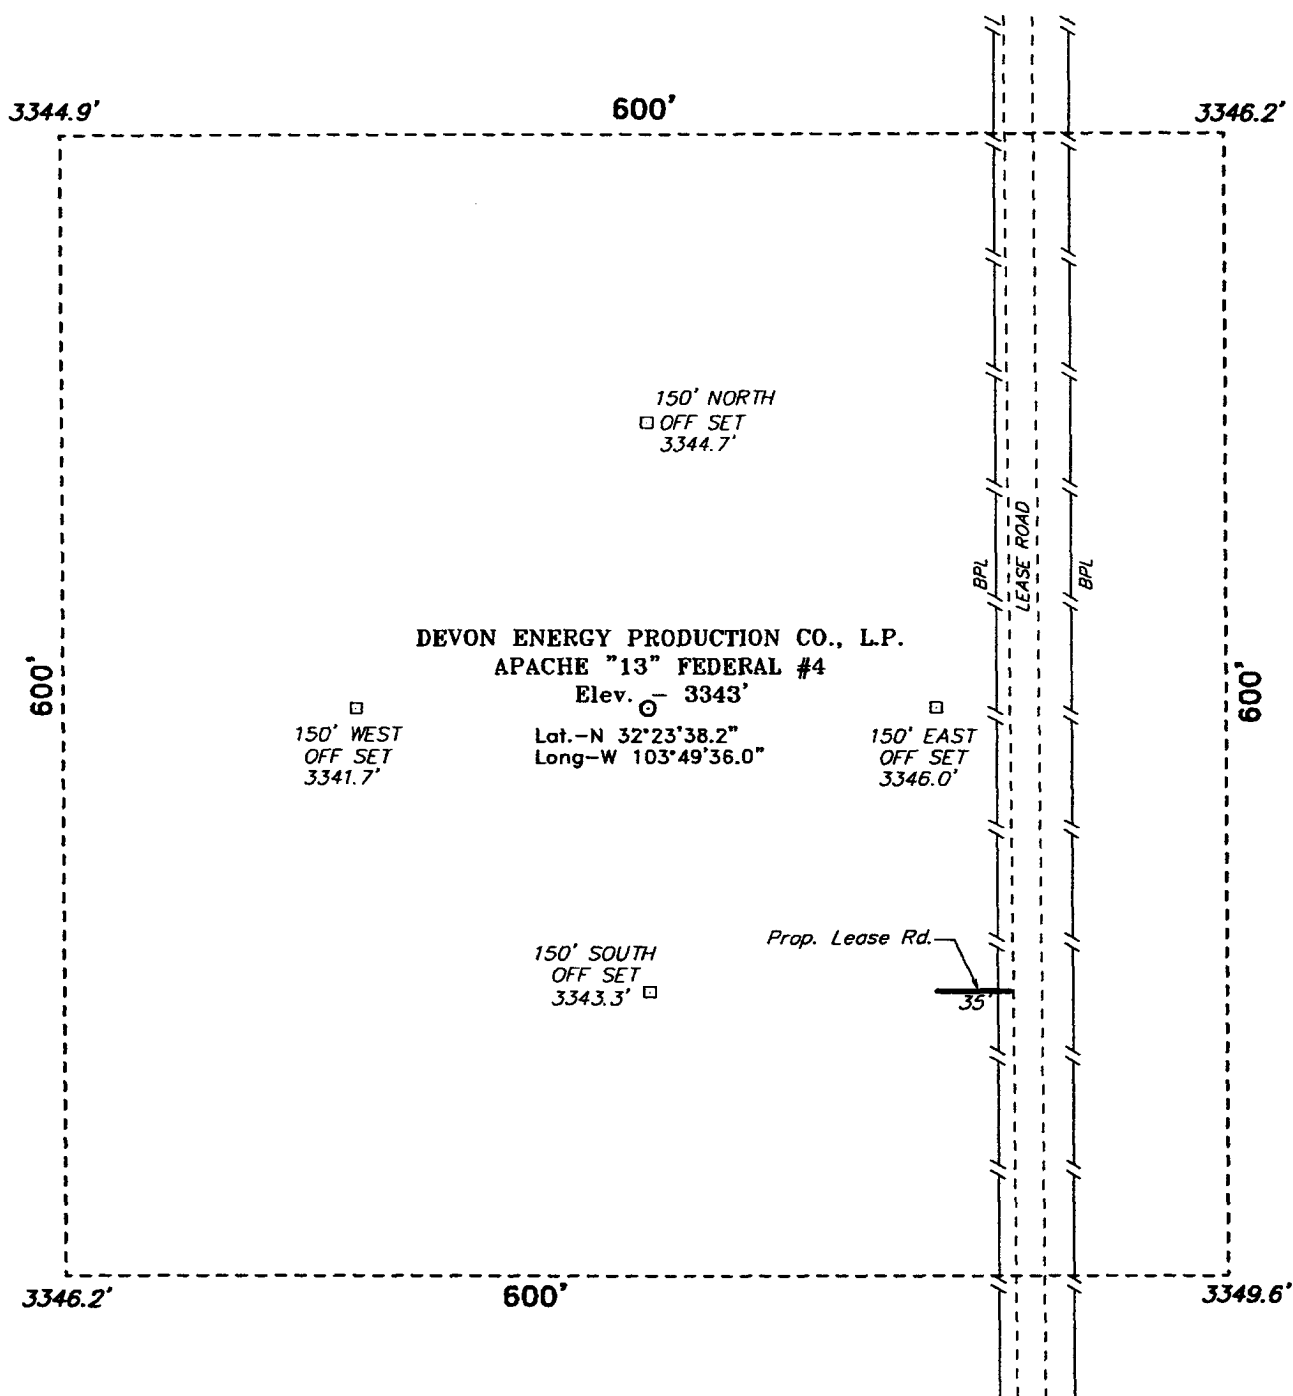 3344.9'
600'
3346.2'
150' NORTH
OFF SET
3344.7'
LEASE ROAD
BPL
BPL
DEVON ENERGY PRODUCTION CO., L.P.
APACHE "13" FEDERAL #4
Elev. - 3343'
Lat.-N 32°23'38.2"
Long-W 103°49'36.0"
600'
600'
150' WEST
OFF SET
3341.7'
150' EAST
OFF SET
3346.0'
Prop. Lease Rd.
35'
150' SOUTH
OFF SET
3343.3'
3346.2'
600'
3349.6'